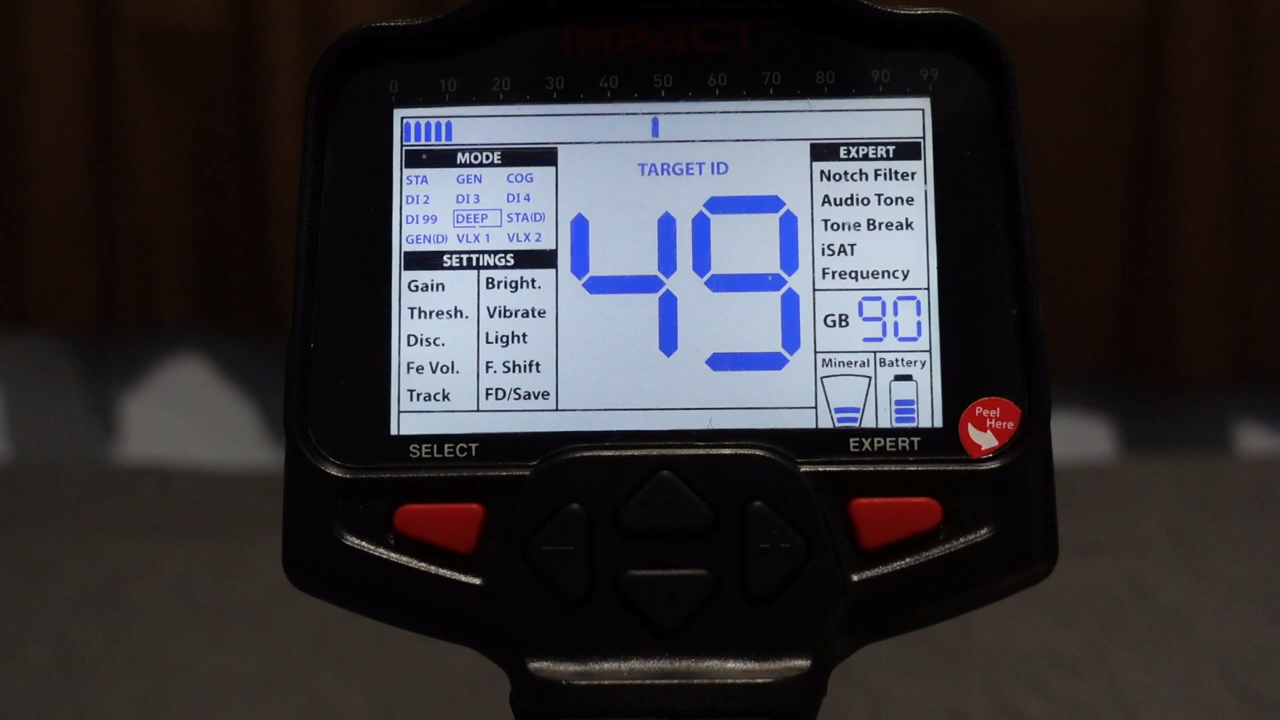 IMPACT
0 10 20 30 40 50 60 70 80 90 99
MODE
STA GEN COG
DI 2 DI 3 DI 4
DI 99 DEEP STA(D)
GEN(D) VLX 1 VLX 2
SETTINGS
Gain Bright.
Thresh. Vibrate
Disc. Light
Fe Vol. F. Shift
Track FD/Save
TARGET ID
49
EXPERT
Notch Filter
Audio Tone
Tone Break
iSAT
Frequency
GB 90
Mineral Battery
Peel
Here
SELECT EXPERT
− +